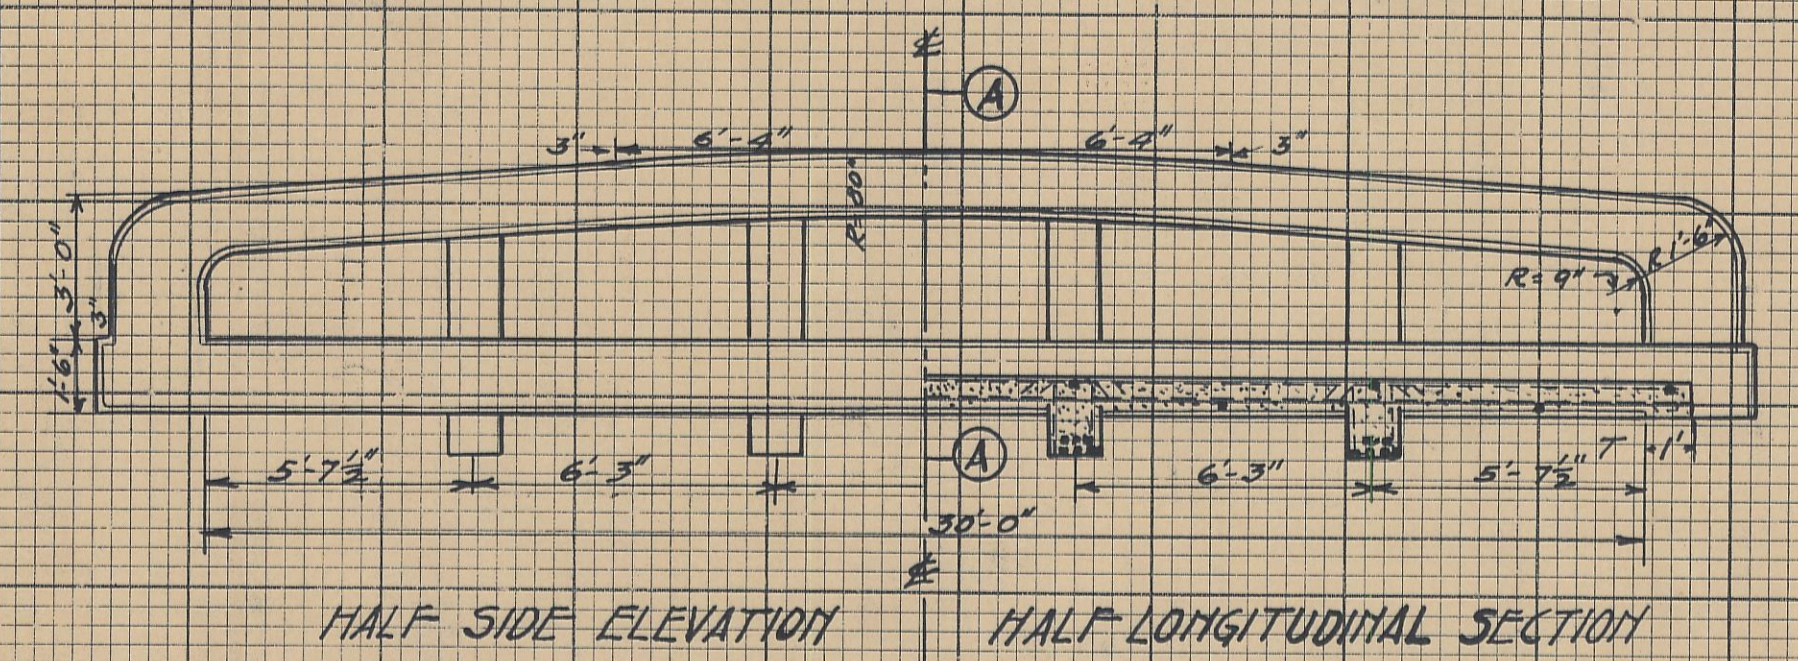 ℄
A
3" 6'-4" 6'-4" 3"
R=80'
3'-0"
3"
1'-6"
R 1'-6"
R=9"
A
5'-7½" 6'-3" 6'-3" 5'-7½" 1'
30'-0"
℄
HALF SIDE ELEVATION HALF LONGITUDINAL SECTION